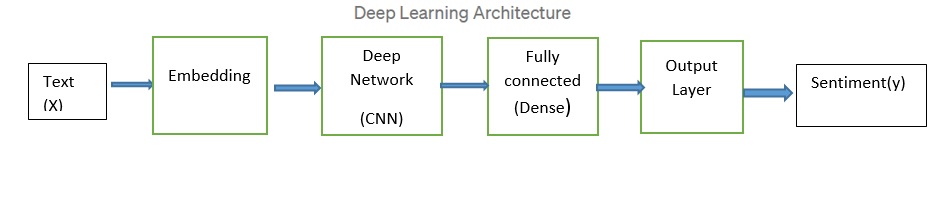 Deep Learning Architecture
Text
(X)
Embedding
Deep
Network
(CNN)
Fully
connected
(Dense)
Output
Layer
Sentiment(y)